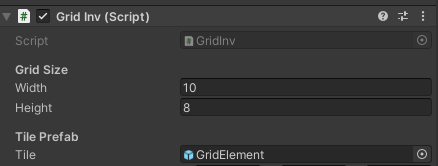 Grid Inv (Script)
Script GridInv
Grid Size
Width 10
Height 8
Tile Prefab
Tile GridElement